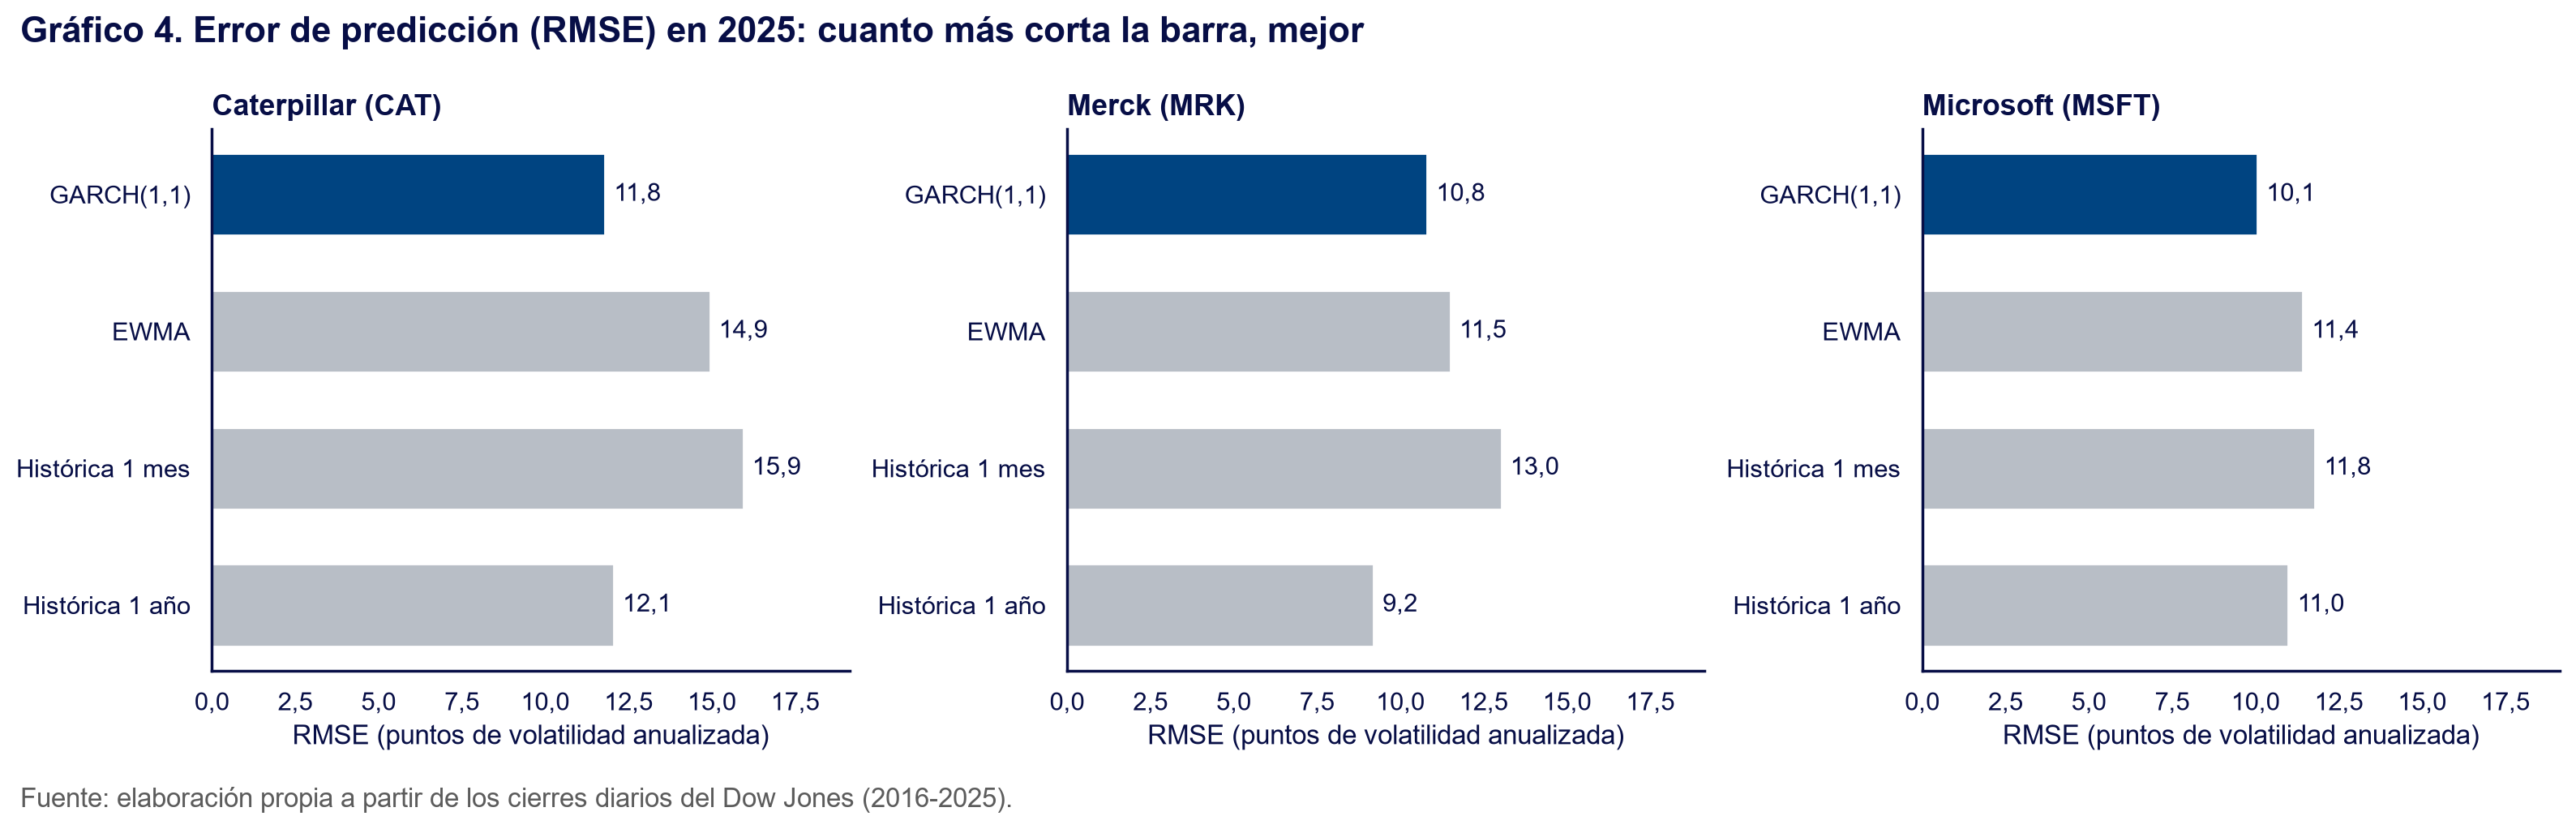 Gráfico 4. Error de predicción (RMSE) en 2025: cuanto más corta la barra, mejor
Caterpillar (CAT)
GARCH(1,1)
11,8
EWMA
14,9
Histórica 1 mes
15,9
Histórica 1 año
12,1
0,0 2,5 5,0 7,5 10,0 12,5 15,0 17,5
RMSE (puntos de volatilidad anualizada)
Merck (MRK)
GARCH(1,1)
10,8
EWMA
11,5
Histórica 1 mes
13,0
Histórica 1 año
9,2
0,0 2,5 5,0 7,5 10,0 12,5 15,0 17,5
RMSE (puntos de volatilidad anualizada)
Microsoft (MSFT)
GARCH(1,1)
10,1
EWMA
11,4
Histórica 1 mes
11,8
Histórica 1 año
11,0
0,0 2,5 5,0 7,5 10,0 12,5 15,0 17,5
RMSE (puntos de volatilidad anualizada)
Fuente: elaboración propia a partir de los cierres diarios del Dow Jones (2016-2025).